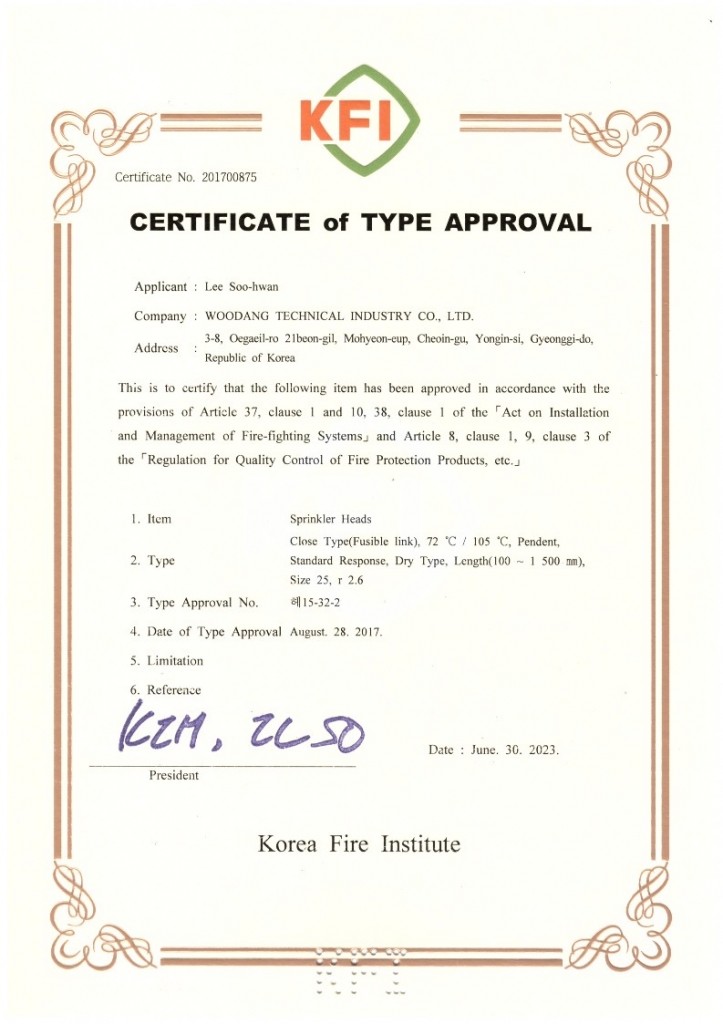 KFI
Certificate No. 201700875
CERTIFICATE of TYPE APPROVAL
Applicant : Lee Soo-hwan
Company : WOODANG TECHNICAL INDUSTRY CO., LTD.
Address : 3-8, Oegaeil-ro 21beon-gil, Mohyeon-eup, Cheoin-gu, Yongin-si, Gyeonggi-do,
Republic of Korea
This is to certify that the following item has been approved in accordance with the
provisions of Article 37, clause 1 and 10, 38, clause 1 of the「Act on Installation
and Management of Fire-fighting Systems」and Article 8, clause 1, 9, clause 3 of
the「Regulation for Quality Control of Fire Protection Products, etc.」
1. Item Sprinkler Heads
Close Type(Fusible link), 72 ℃ / 105 ℃, Pendent,
2. Type Standard Response, Dry Type, Length(100 ~ 1 500 ㎜),
Size 25, r 2.6
3. Type Approval No. 헤15-32-2
4. Date of Type Approval August. 28. 2017.
5. Limitation
6. Reference
Date : June. 30. 2023.
President
Korea Fire Institute
KFI